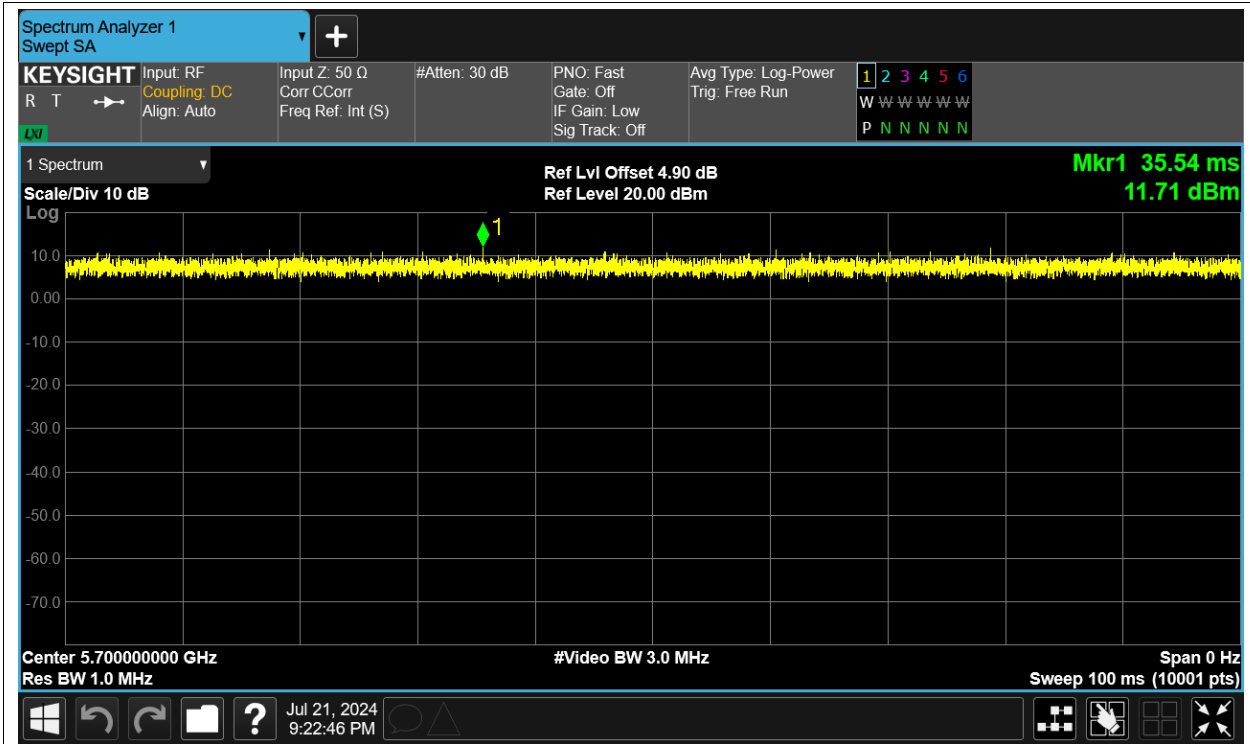 Spectrum Analyzer 1
Swept SA
KEYSIGHT
R T
LXI
Input: RF
Coupling: DC
Align: Auto
Input Z: 50 Ω
Corr CCorr
Freq Ref: Int (S)
#Atten: 30 dB
PNO: Fast
Gate: Off
IF Gain: Low
Sig Track: Off
Avg Type: Log-Power
Trig: Free Run
1 2 3 4 5 6
W W W W W W
P N N N N N
1 Spectrum
Scale/Div 10 dB
Log
Ref Lvl Offset 4.90 dB
Ref Level 20.00 dBm
Mkr1 35.54 ms
11.71 dBm
1
10.0
0.00
-10.0
-20.0
-30.0
-40.0
-50.0
-60.0
-70.0
Center 5.700000000 GHz
#Video BW 3.0 MHz
Span 0 Hz
Res BW 1.0 MHz
Sweep 100 ms (10001 pts)
?
Jul 21, 2024
9:22:46 PM